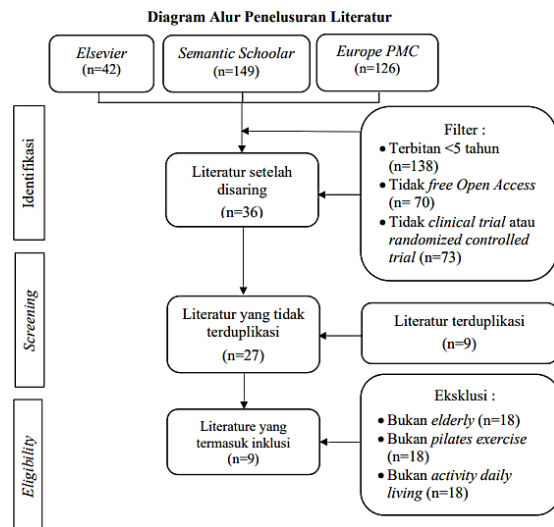 Diagram Alur Penelusuran Literatur
Elsevier
(n=42)
Semantic Schoolar
(n=149)
Europe PMC
(n=126)
Identifikasi
Filter :
• Terbitan <5 tahun
(n=138)
• Tidak free Open Access
(n= 70)
• Tidak clinical trial atau
randomized controlled
trial (n=73)
Literatur setelah
disaring
(n=36)
Screening
Literatur yang tidak
terduplikasi
(n=27)
Literatur terduplikasi
(n=9)
Eligibility
Literature yang
termasuk inklusi
(n=9)
Eksklusi :
• Bukan elderly (n=18)
• Bukan pilates exercise
(n=18)
• Bukan activity daily
living (n=18)